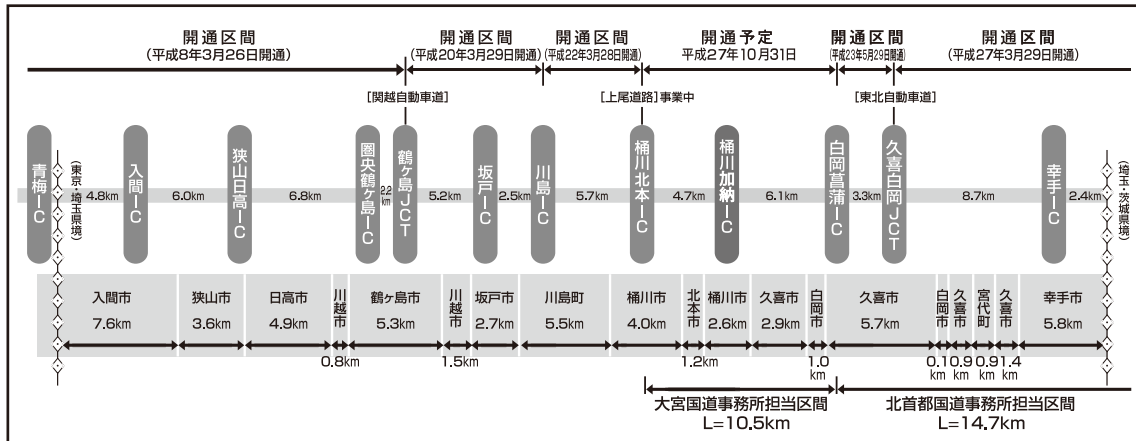 開通区間
(平成8年3月26日開通)
開通区間
(平成20年3月29日開通)
開通区間
(平成22年3月28日開通)
開通予定
平成27年10月31日
開通区間
(平成23年5月29日開通)
開通区間
(平成27年3月29日開通)
[関越自動車道]
[上尾道路]事業中
[東北自動車道]
青梅IC
(東京・埼玉県境)
4.8km
入間IC
6.0km
狭山日高IC
6.8km
圏央鶴ヶ島IC
2.2km
鶴ヶ島JCT
5.2km
坂戸IC
2.5km
川島IC
5.7km
桶川北本IC
4.7km
桶川加納IC
6.1km
白岡菖蒲IC
3.3km
久喜白岡JCT
8.7km
幸手IC
2.4km
(埼玉・茨城県境)
入間市
7.6km
狭山市
3.6km
日高市
4.9km
川越市
0.8km
鶴ヶ島市
5.3km
川越市
1.5km
坂戸市
2.7km
川島町
5.5km
桶川市
4.0km
北本市
1.2km
桶川市
2.6km
久喜市
2.9km
白岡市
1.0km
久喜市
5.7km
白岡市
0.1km
久喜市
0.9km
宮代町
0.9km
久喜市
1.4km
幸手市
5.8km
大宮国道事務所担当区間
L=10.5km
北首都国道事務所担当区間
L=14.7km